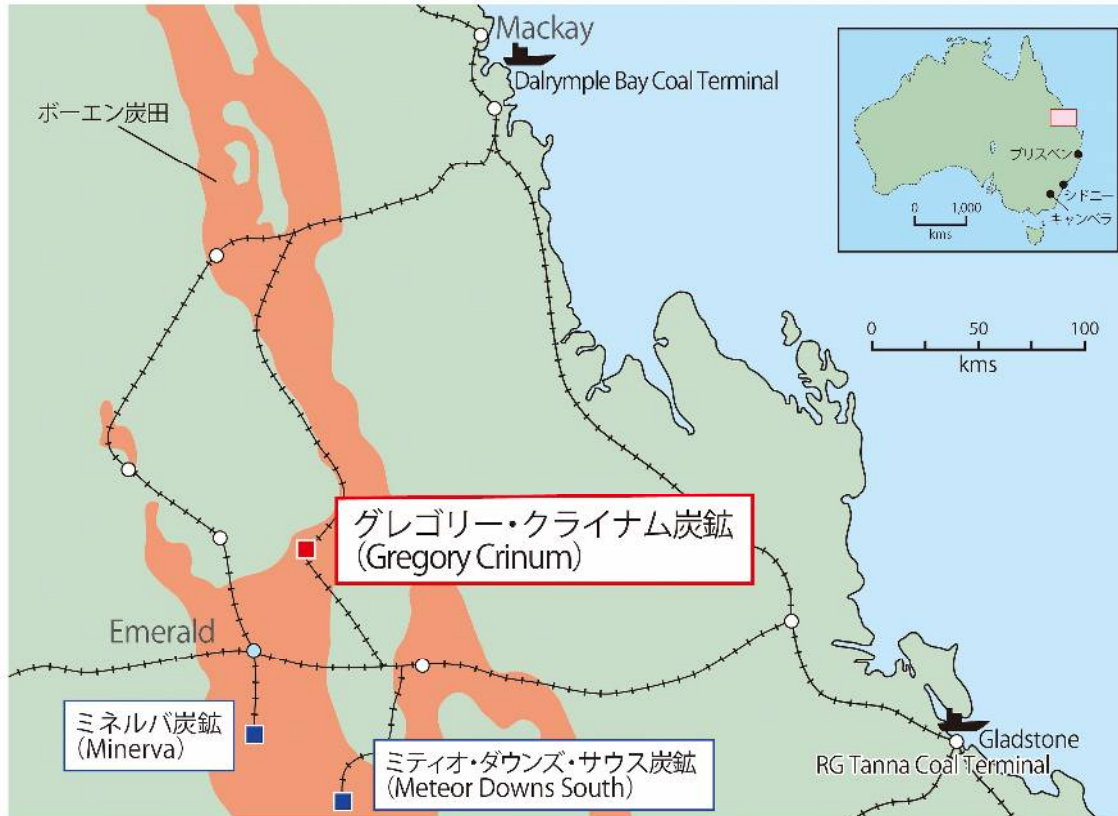 Mackay
Dalrymple Bay Coal Terminal
ボーエン炭田
ブリスベン
シドニー
キャンベラ
0 1,000
kms
0 50 100
kms
グレゴリー・クライナム炭鉱
(Gregory Crinum)
Emerald
ミネルバ炭鉱
(Minerva)
ミティオ・ダウンズ・サウス炭鉱
(Meteor Downs South)
Gladstone
RG Tanna Coal Terminal